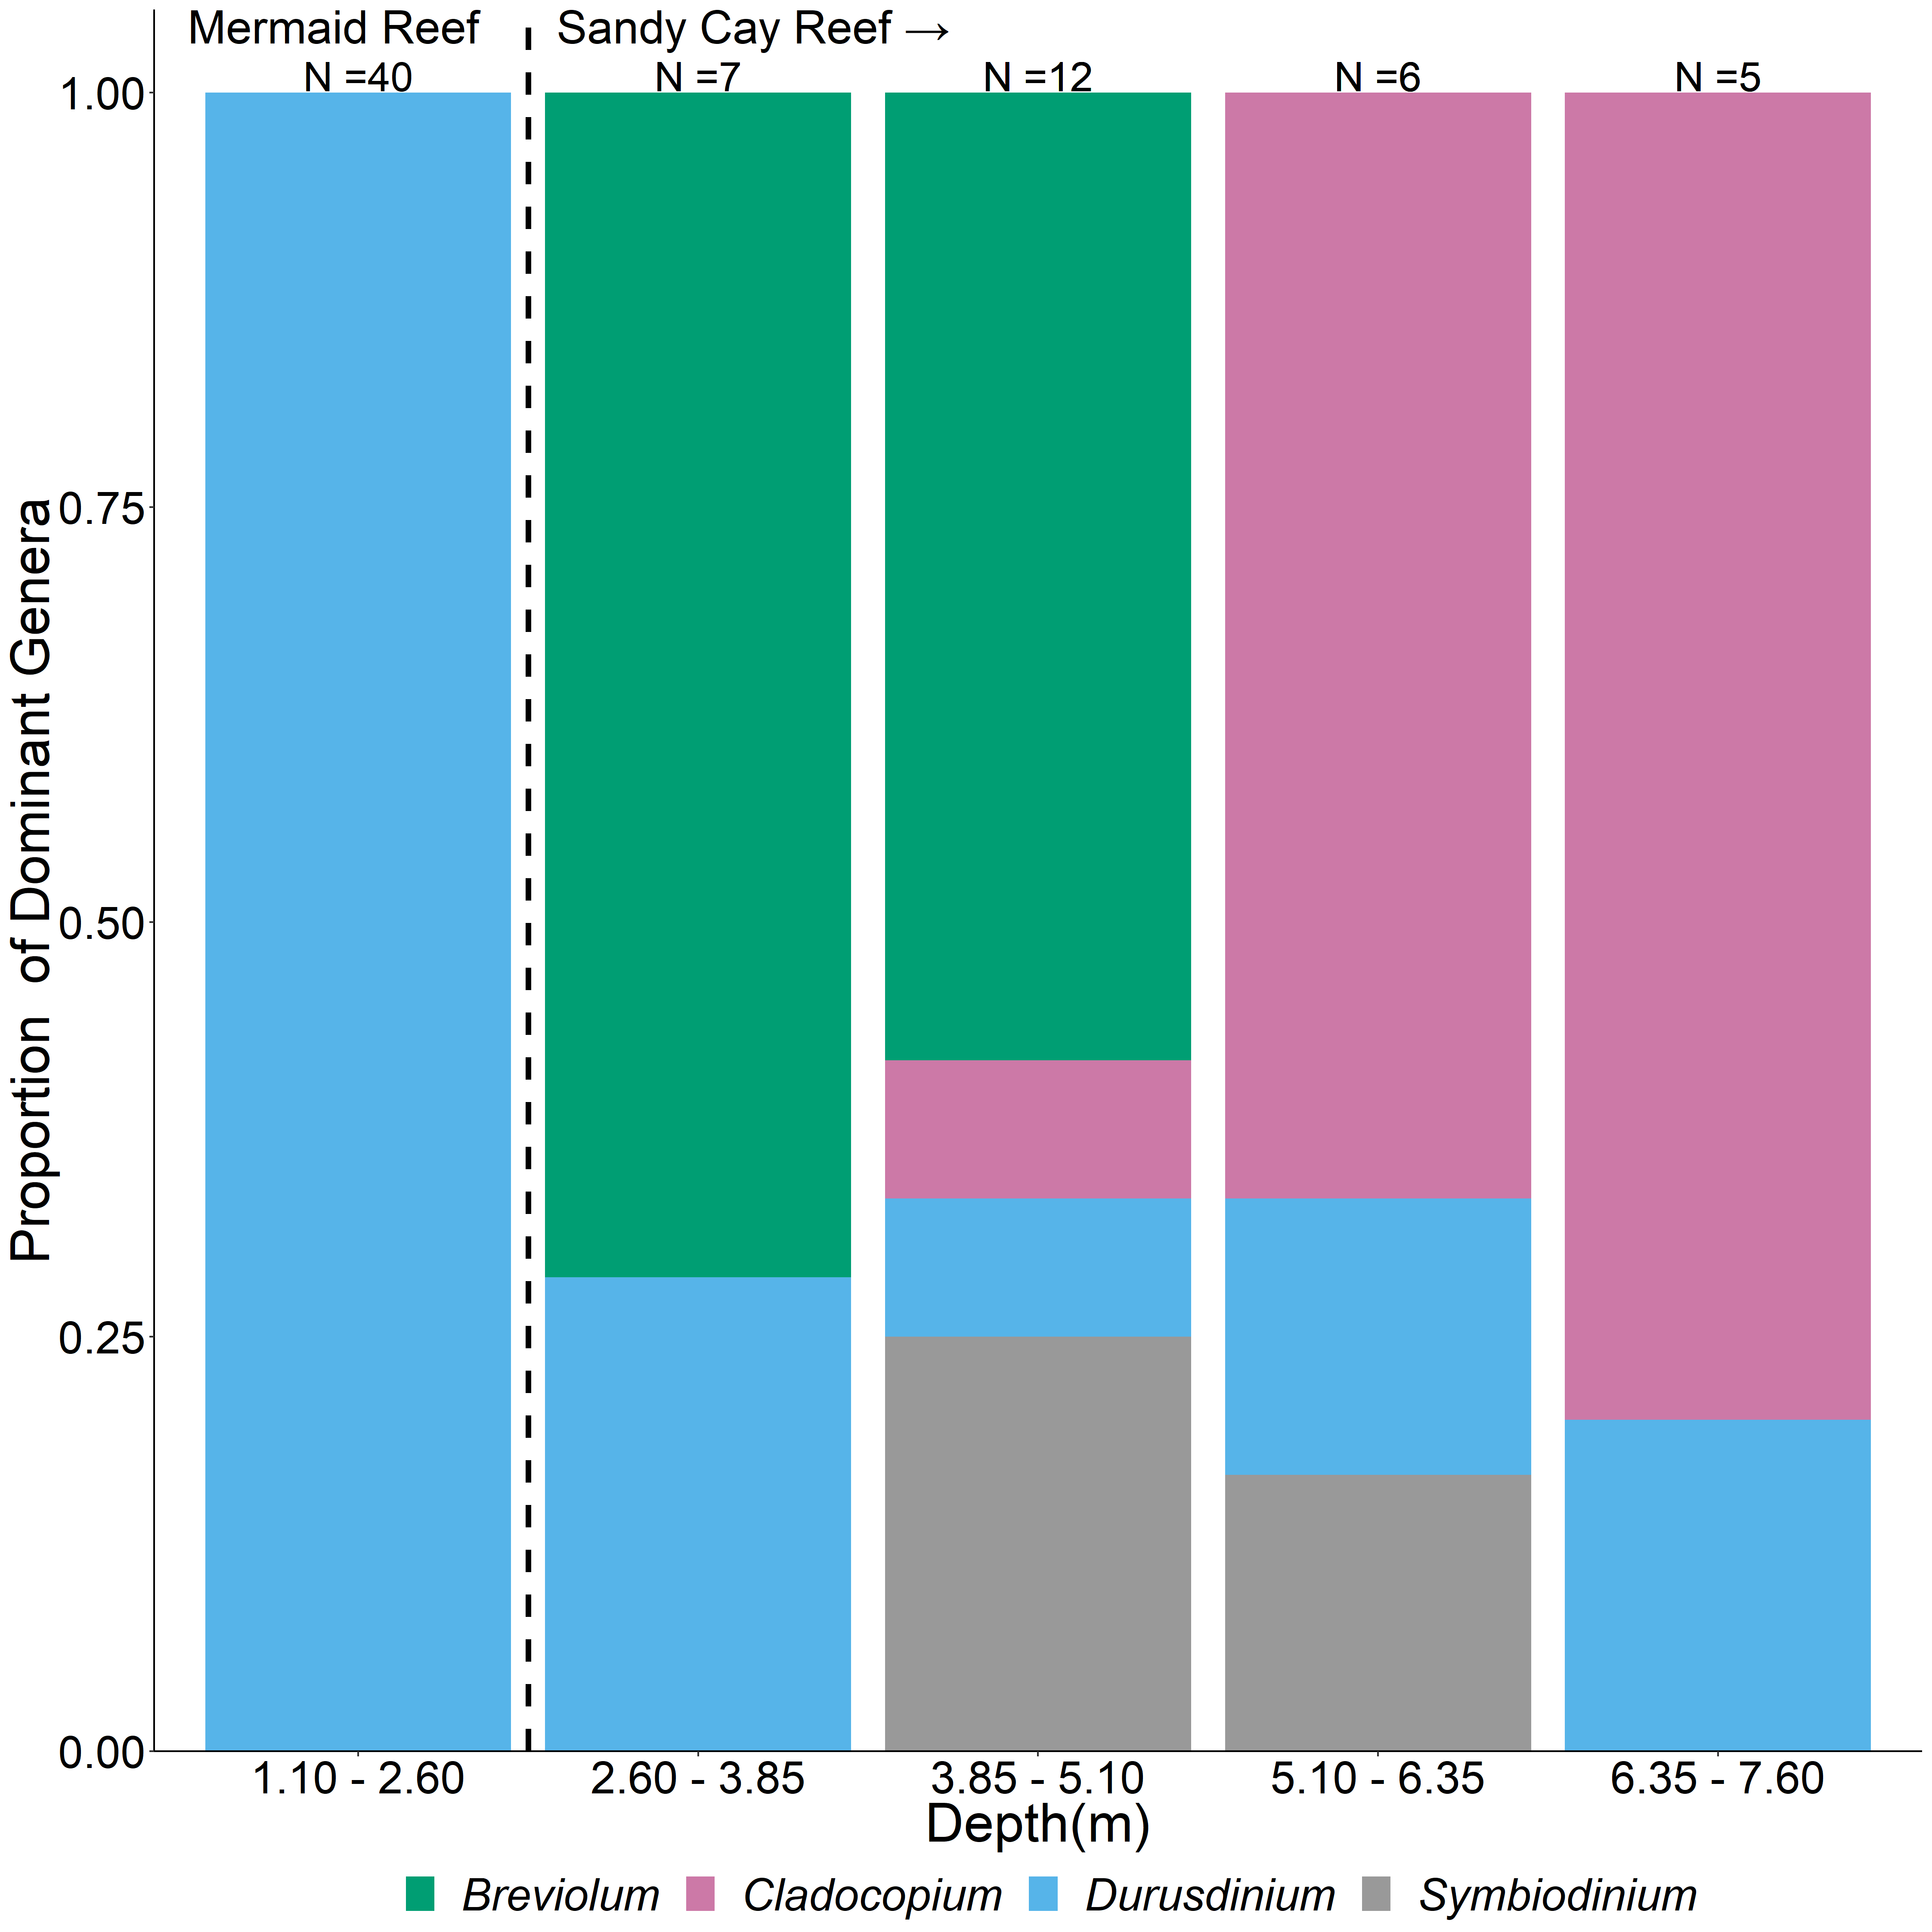 Mermaid Reef
Sandy Cay Reef →
N =40
N =7
N =12
N =6
N =5
1.00
0.75
0.50
0.25
0.00
Proportion  of Dominant Genera
1.10 - 2.60
2.60 - 3.85
3.85 - 5.10
5.10 - 6.35
6.35 - 7.60
Depth(m)
Breviolum
Cladocopium
Durusdinium
Symbiodinium